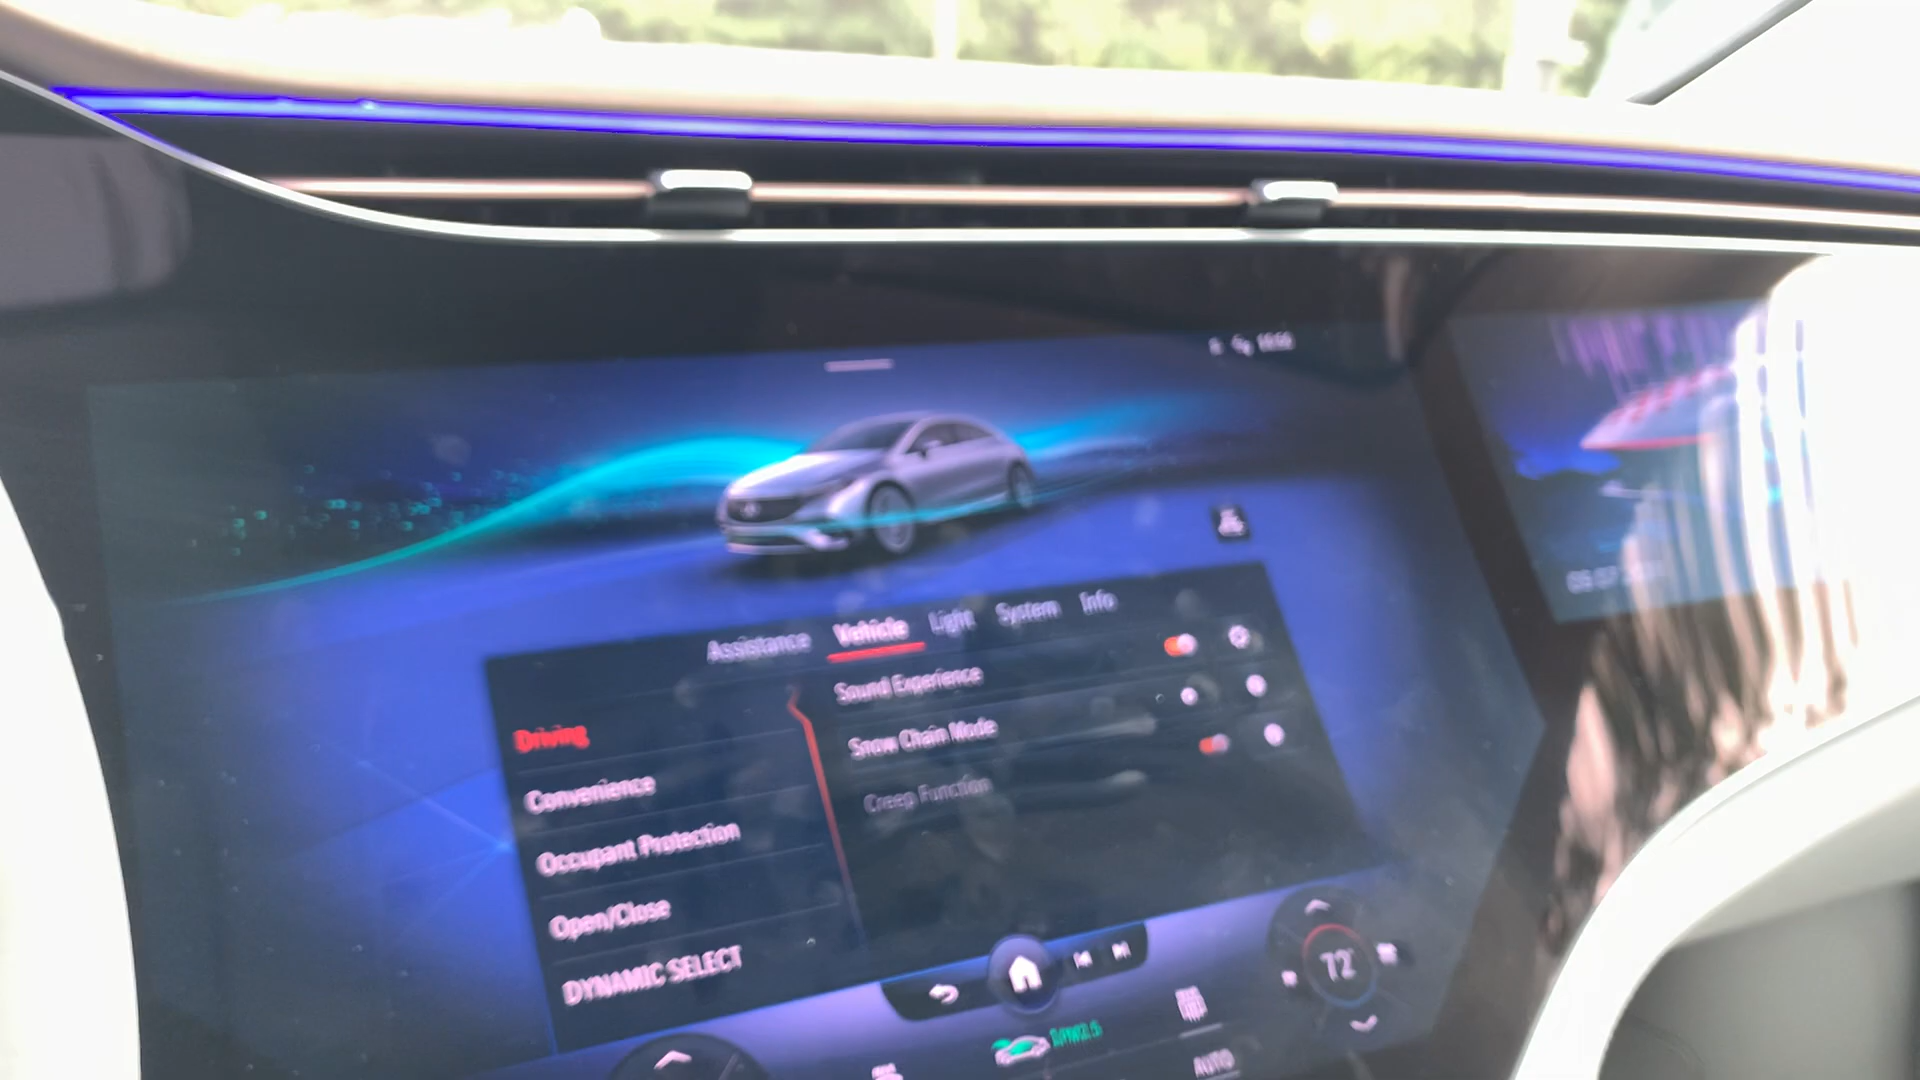 Assistance Vehicle Light System Info
Driving
Convenience
Occupant Protection
Open/Close
DYNAMIC SELECT
Sound Experience
Snow Chain Mode
Creep Function
72
AUTO